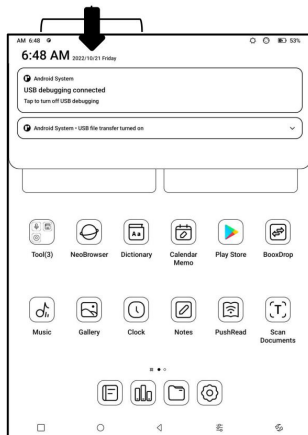 AM 6:48
53%
6:48 AM 2022/10/21 Friday
Android System
USB debugging connected
Tap to turn off USB debugging
Android System • USB file transfer turned on
Tool(3) NeoBrowser Dictionary Calendar Memo Play Store BooxDrop
Music Gallery Clock Notes PushRead Scan Documents